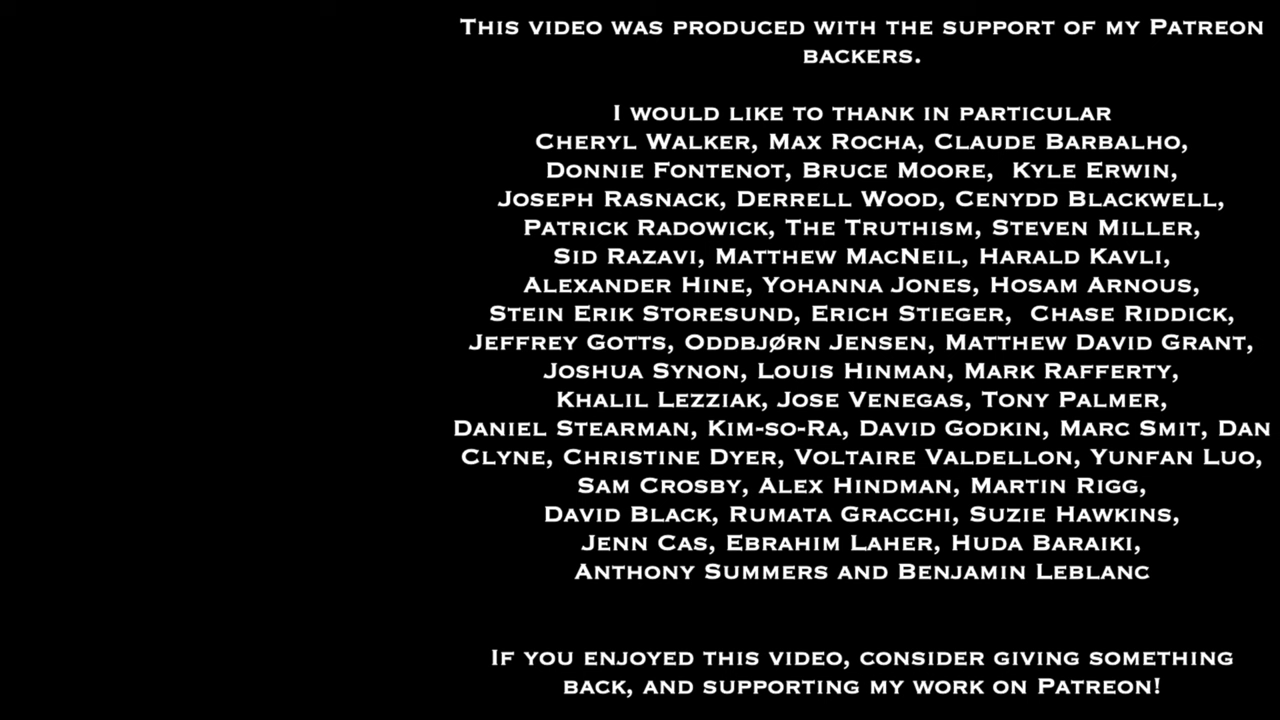 This video was produced with the support of my Patreon
backers.
I would like to thank in particular
Cheryl Walker, Max Rocha, Claude Barbalho,
Donnie Fontenot, Bruce Moore, Kyle Erwin,
Joseph Rasnack, Derrell Wood, Cenydd Blackwell,
Patrick Radowick, The Truthism, Steven Miller,
Sid Razavi, Matthew MacNeil, Harald Kavli,
Alexander Hine, Yohanna Jones, Hosam Arnous,
Stein Erik Storesund, Erich Stieger, Chase Riddick,
Jeffrey Gotts, Oddbjørn Jensen, Matthew David Grant,
Joshua Synon, Louis Hinman, Mark Rafferty,
Khalil Lezziak, Jose Venegas, Tony Palmer,
Daniel Stearman, Kim-so-Ra, David Godkin, Marc Smit, Dan
Clyne, Christine Dyer, Voltaire Valdellon, Yunfan Luo,
Sam Crosby, Alex Hindman, Martin Rigg,
David Black, Rumata Gracchi, Suzie Hawkins,
Jenn Cas, Ebrahim Laher, Huda Baraiki,
Anthony Summers and Benjamin Leblanc
If you enjoyed this video, consider giving something
back, and supporting my work on Patreon!